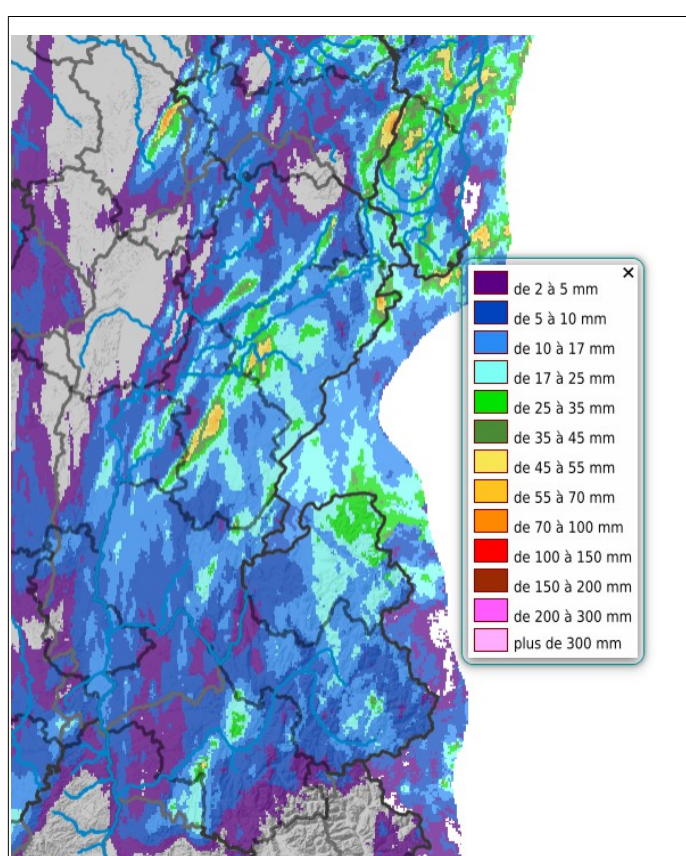 ×
de 2 à 5 mm
de 5 à 10 mm
de 10 à 17 mm
de 17 à 25 mm
de 25 à 35 mm
de 35 à 45 mm
de 45 à 55 mm
de 55 à 70 mm
de 70 à 100 mm
de 100 à 150 mm
de 150 à 200 mm
de 200 à 300 mm
plus de 300 mm